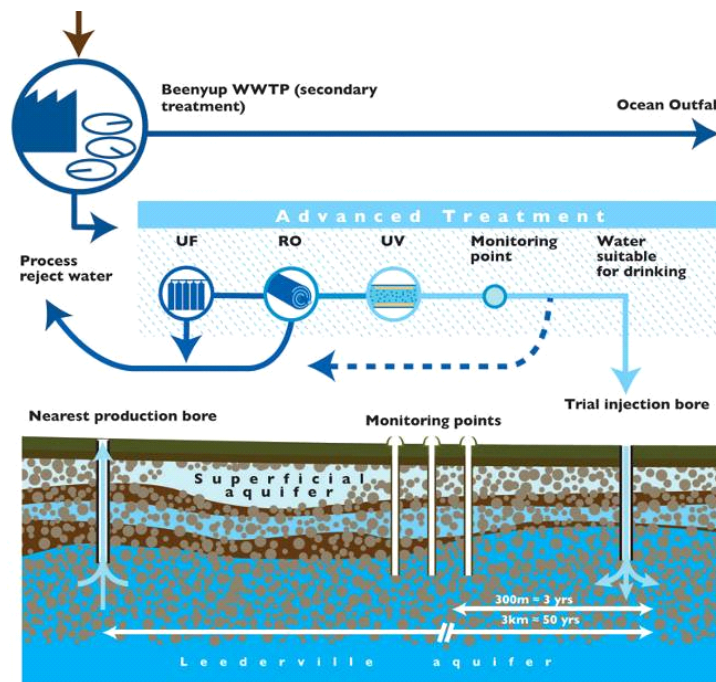 Beenyup WWTP (secondary
treatment)
Ocean Outfal
Advanced Treatment
UF
RO
UV
Monitoring
point
Water
suitable
for drinking
Process
reject water
Nearest production bore
Monitoring points
Trial injection bore
Superficial
aquifer
300m = 3 yrs
3km = 50 yrs
Leederville aquifer